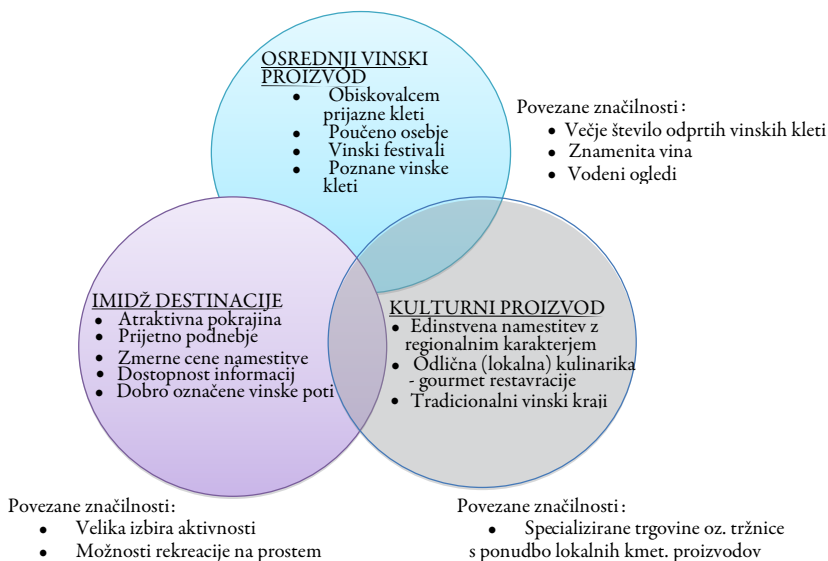 OSREDNJI VINSKI
PROIZVOD
• Obiskovalcem
prijazne kleti
• Poučeno osebje
• Vinski festivali
• Poznane vinske
kleti
Povezane značilnosti:
• Večje število odprtih vinskih kleti
• Znamenita vina
• Vodeni ogledi
IMIDŽ DESTINACIJE
• Atraktivna pokrajina
• Prijetno podnebje
• Zmerne cene namestitve
• Dostopnost informacij
• Dobro označene vinske poti
KULTURNI PROIZVOD
• Edinstvena namestitev z
regionalnim karakterjem
• Odlična (lokalna) kulinarika
- gourmet restavracije
• Tradicionalni vinski kraji
Povezane značilnosti:
• Velika izbira aktivnosti
• Možnosti rekreacije na prostem
Povezane značilnosti:
• Specializirane trgovine oz. tržnice
s ponudbo lokalnih kmet. proizvodov